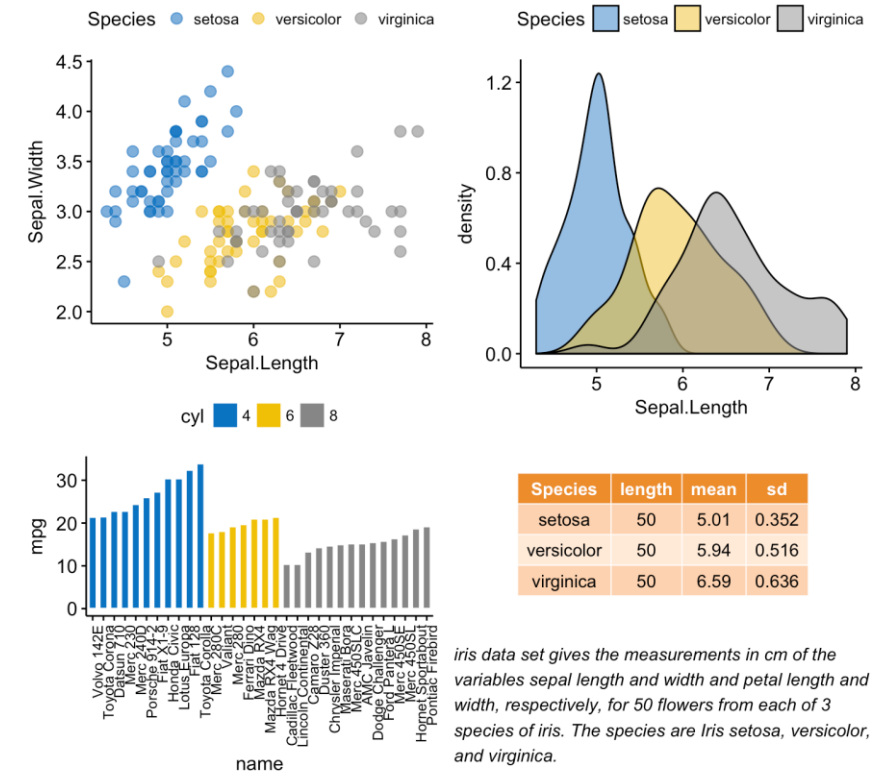 Species setosa versicolor virginica
4.5
4.0
3.5
3.0
2.5
2.0
Sepal.Width
5 6 7 8
Sepal.Length
Species setosa versicolor virginica
1.2
0.8
0.4
0.0
density
5 6 7 8
Sepal.Length
cyl 4 6 8
30
20
10
0
mpg
Volvo 142E
Toyota Corona
Datsun 710
Merc 230
Merc 240D
Porsche 914-2
Fiat X1-9
Honda Civic
Lotus Europa
Fiat 128
Toyota Corolla
Merc 280C
Valiant
Merc 280
Ferrari Dino
Mazda RX4
Mazda RX4 Wag
Hornet 4 Drive
Cadillac Fleetwood
Lincoln Continental
Camaro Z28
Duster 360
Chrysler Imperial
Maserati Bora
Merc 450SLC
AMC Javelin
Dodge Challenger
Ford Pantera L
Merc 450SE
Merc 450SL
Hornet Sportabout
Pontiac Firebird
name
Species length mean sd
setosa 50 5.01 0.352
versicolor 50 5.94 0.516
virginica 50 6.59 0.636
iris data set gives the measurements in cm of the
variables sepal length and width and petal length and
width, respectively, for 50 flowers from each of 3
species of iris. The species are Iris setosa, versicolor,
and virginica.